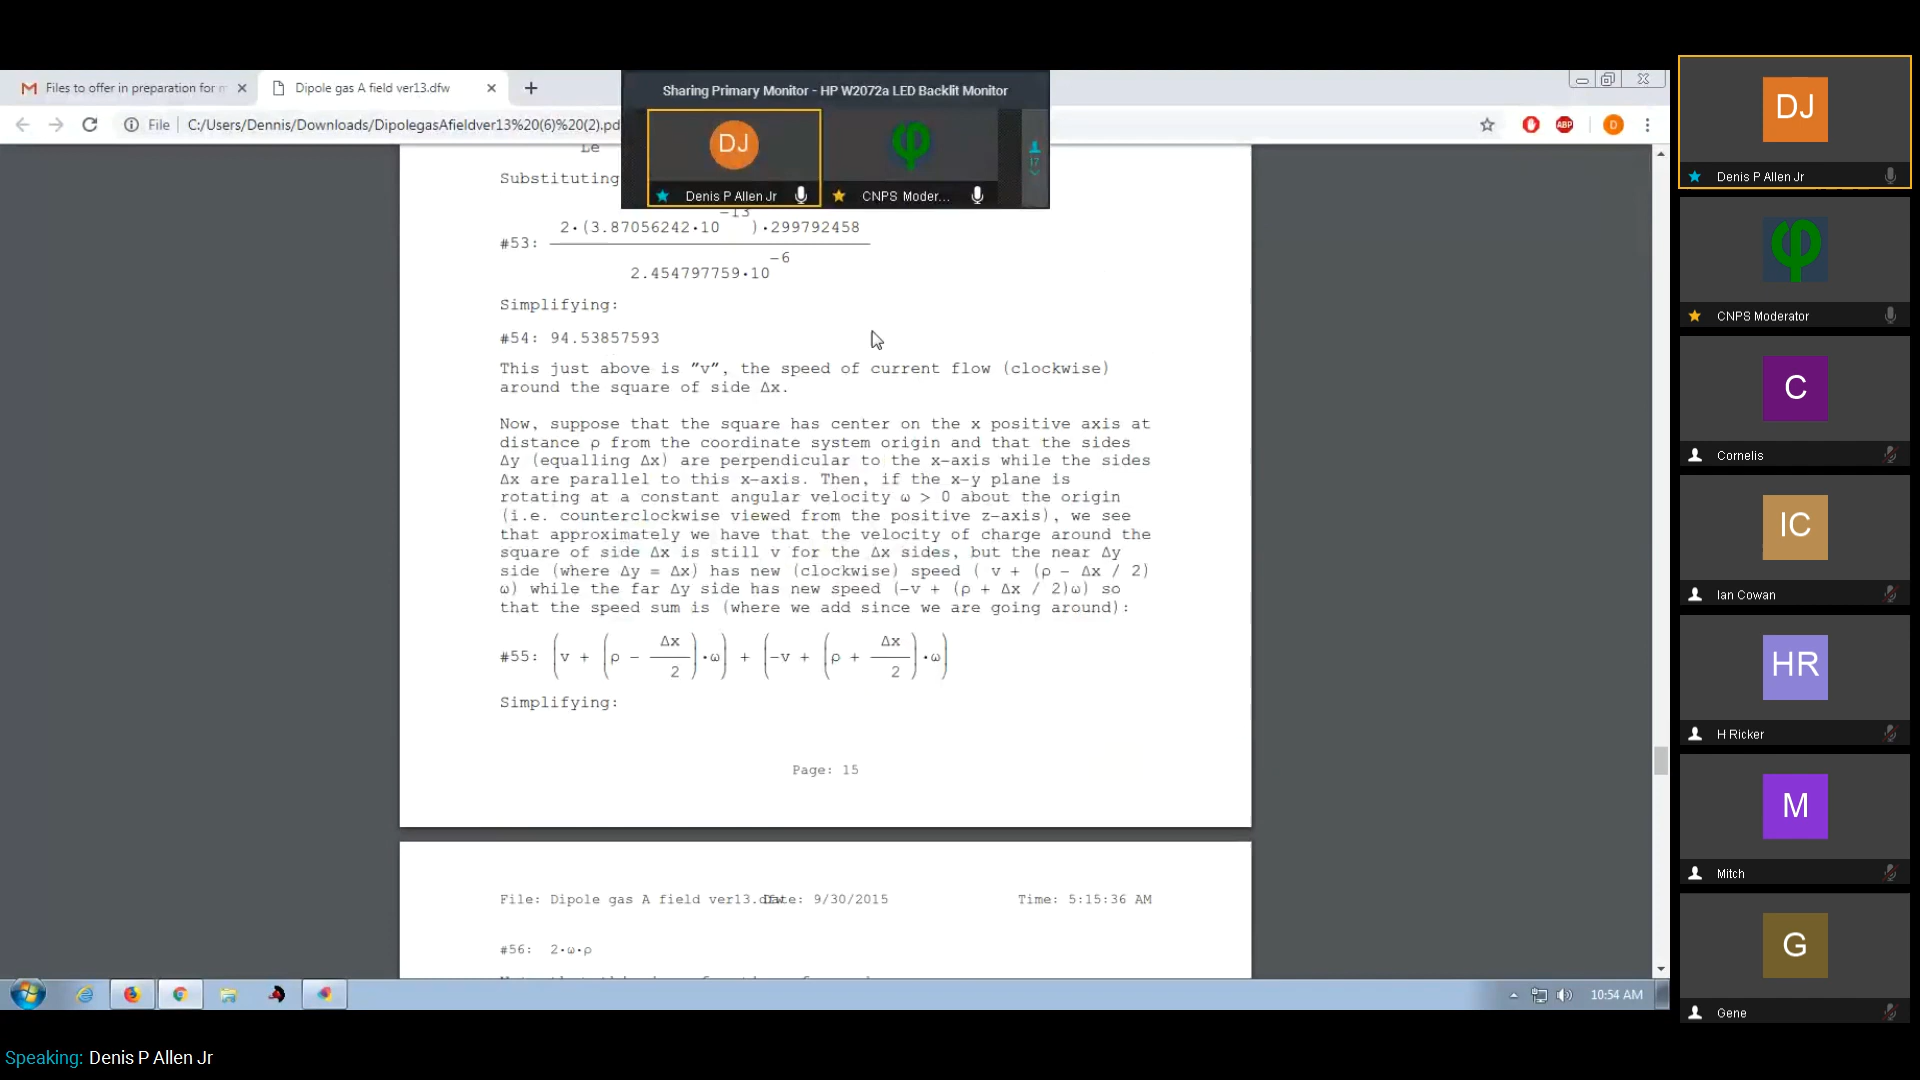 Files to offer in preparation for m
Dipole gas A field ver13.dfw
File
C:/Users/Dennis/Downloads/DipolegasAfieldver13%20(6)%20(2).pd
ABP
D
Sharing Primary Monitor - HP W2072a LED Backlit Monitor
DJ
Denis P Allen Jr
CNPS Moder...
17
Le
Substituting
#53: 2·(3.87056242·10^-13)·299792458
2.454797759·10^-6
Simplifying:
#54: 94.53857593
This just above is ″v″, the speed of current flow (clockwise)
around the square of side Δx.
Now, suppose that the square has center on the x positive axis at
distance ρ from the coordinate system origin and that the sides
Δy (equalling Δx) are perpendicular to the x-axis while the sides
Δx are parallel to this x-axis. Then, if the x-y plane is
rotating at a constant angular velocity ω > 0 about the origin
(i.e. counterclockwise viewed from the positive z-axis), we see
that approximately we have that the velocity of charge around the
square of side Δx is still v for the Δx sides, but the near Δy
side (where Δy = Δx) has new (clockwise) speed ( v + (ρ - Δx / 2)
ω) while the far Δy side has new speed (-v + (ρ + Δx / 2)ω) so
that the speed sum is (where we add since we are going around):
#55: (v + (ρ - Δx/2)·ω) + (-v + (ρ + Δx/2)·ω)
Simplifying:
Page: 15
File: Dipole gas A field ver13.dfw Date: 9/30/2015 Time: 5:15:36 AM
#56: 2·ω·ρ
10:54 AM
DJ
Denis P Allen Jr
CNPS Moderator
C
Cornelis
IC
Ian Cowan
HR
H Ricker
M
Mitch
G
Gene
Speaking: Denis P Allen Jr